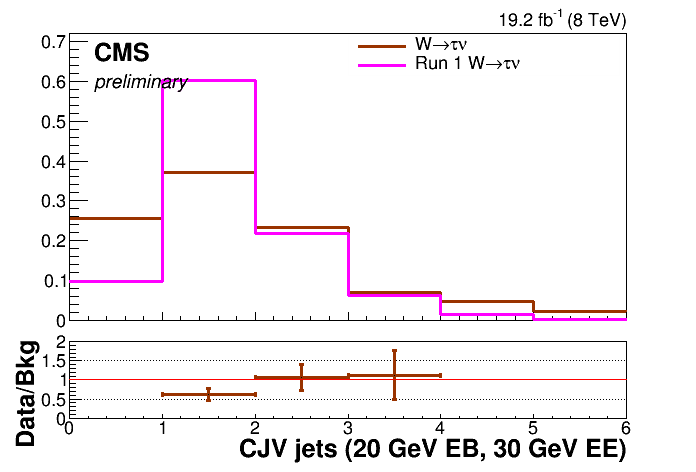 19.2 fb⁻¹ (8 TeV)
CMS
preliminary
W→τν
Run 1 W→τν
0.7
0.6
0.5
0.4
0.3
0.2
0.1
0
Data/Bkg
2
1.5
1
0.5
0
0 1 2 3 4 5 6
CJV jets (20 GeV EB, 30 GeV EE)